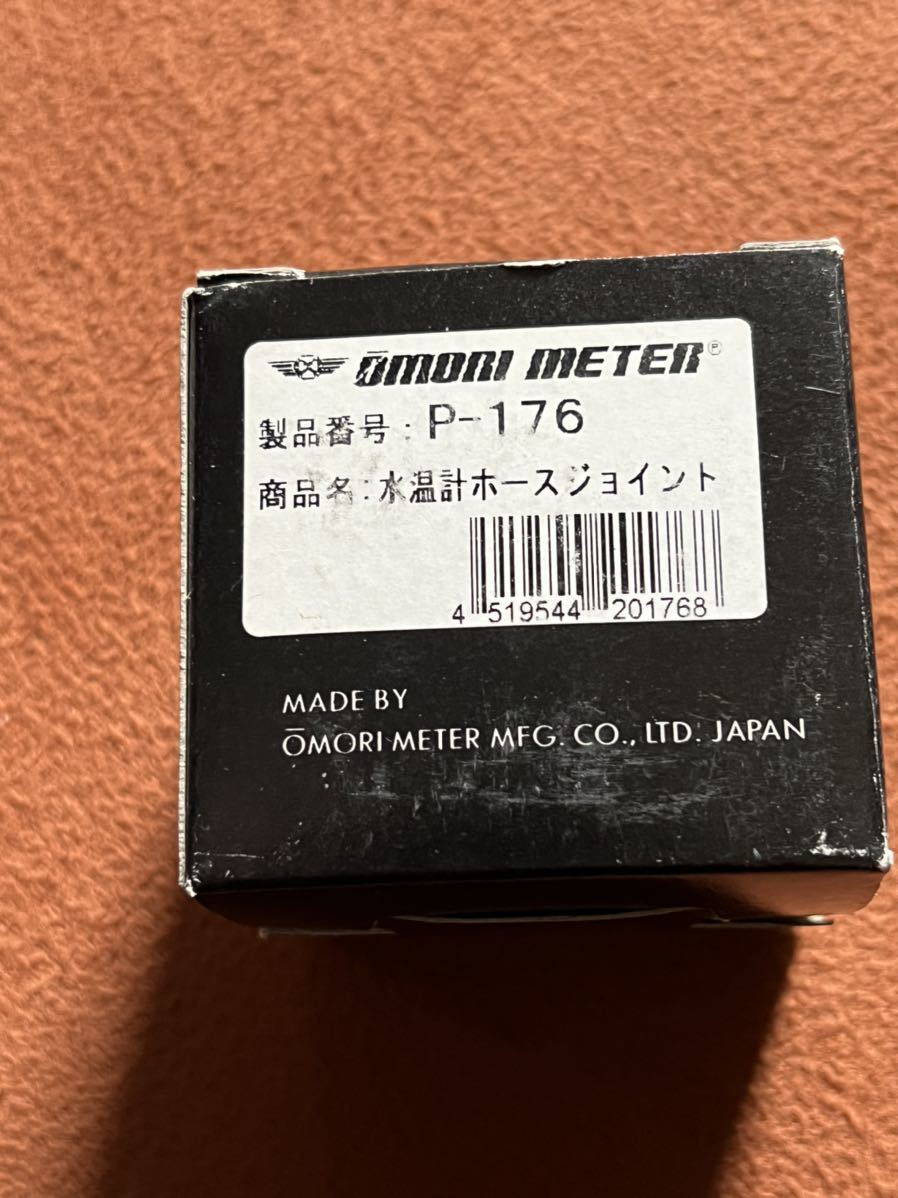 ŌMORI METER Ⓟ
製品番号:P-176
商品名:水温計ホースジョイント
4 519544 201768
MADE BY
ŌMORI METER MFG. CO., LTD. JAPAN